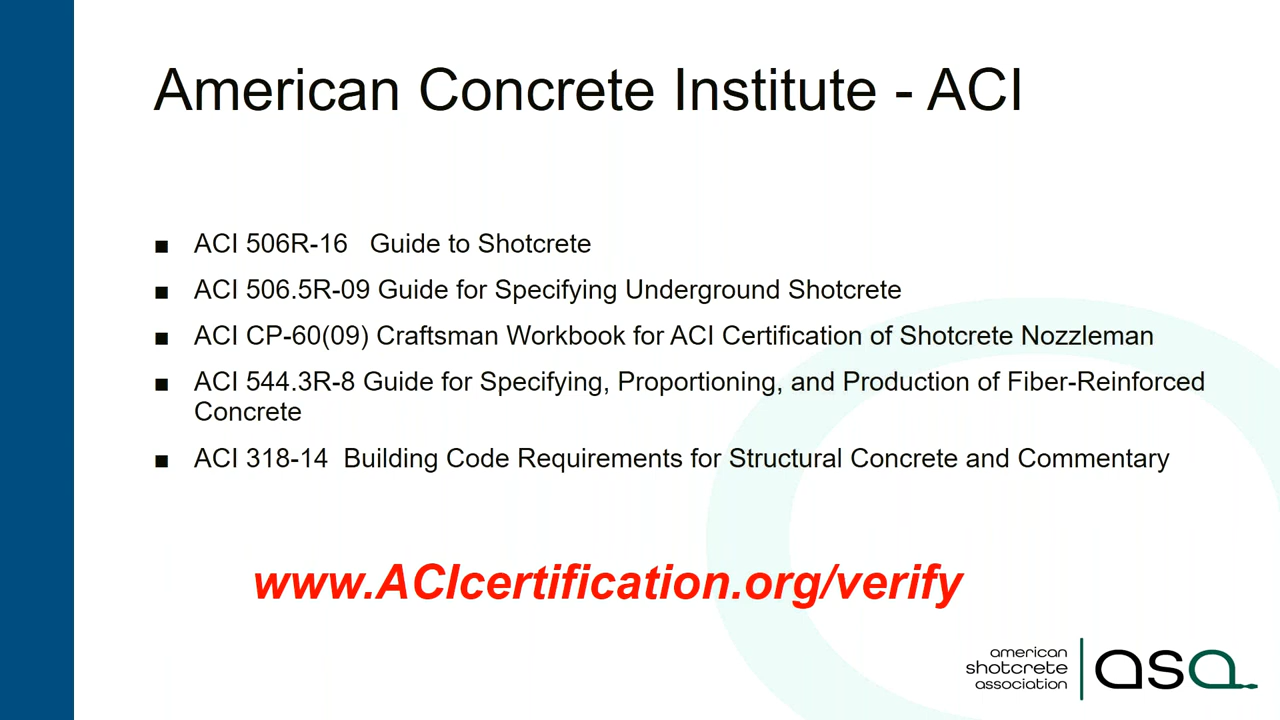 American Concrete Institute - ACI
■ ACI 506R-16 Guide to Shotcrete
■ ACI 506.5R-09 Guide for Specifying Underground Shotcrete
■ ACI CP-60(09) Craftsman Workbook for ACI Certification of Shotcrete Nozzleman
■ ACI 544.3R-8 Guide for Specifying, Proportioning, and Production of Fiber-Reinforced
Concrete
■ ACI 318-14 Building Code Requirements for Structural Concrete and Commentary
www.ACIcertification.org/verify
american
shotcrete
association
asa